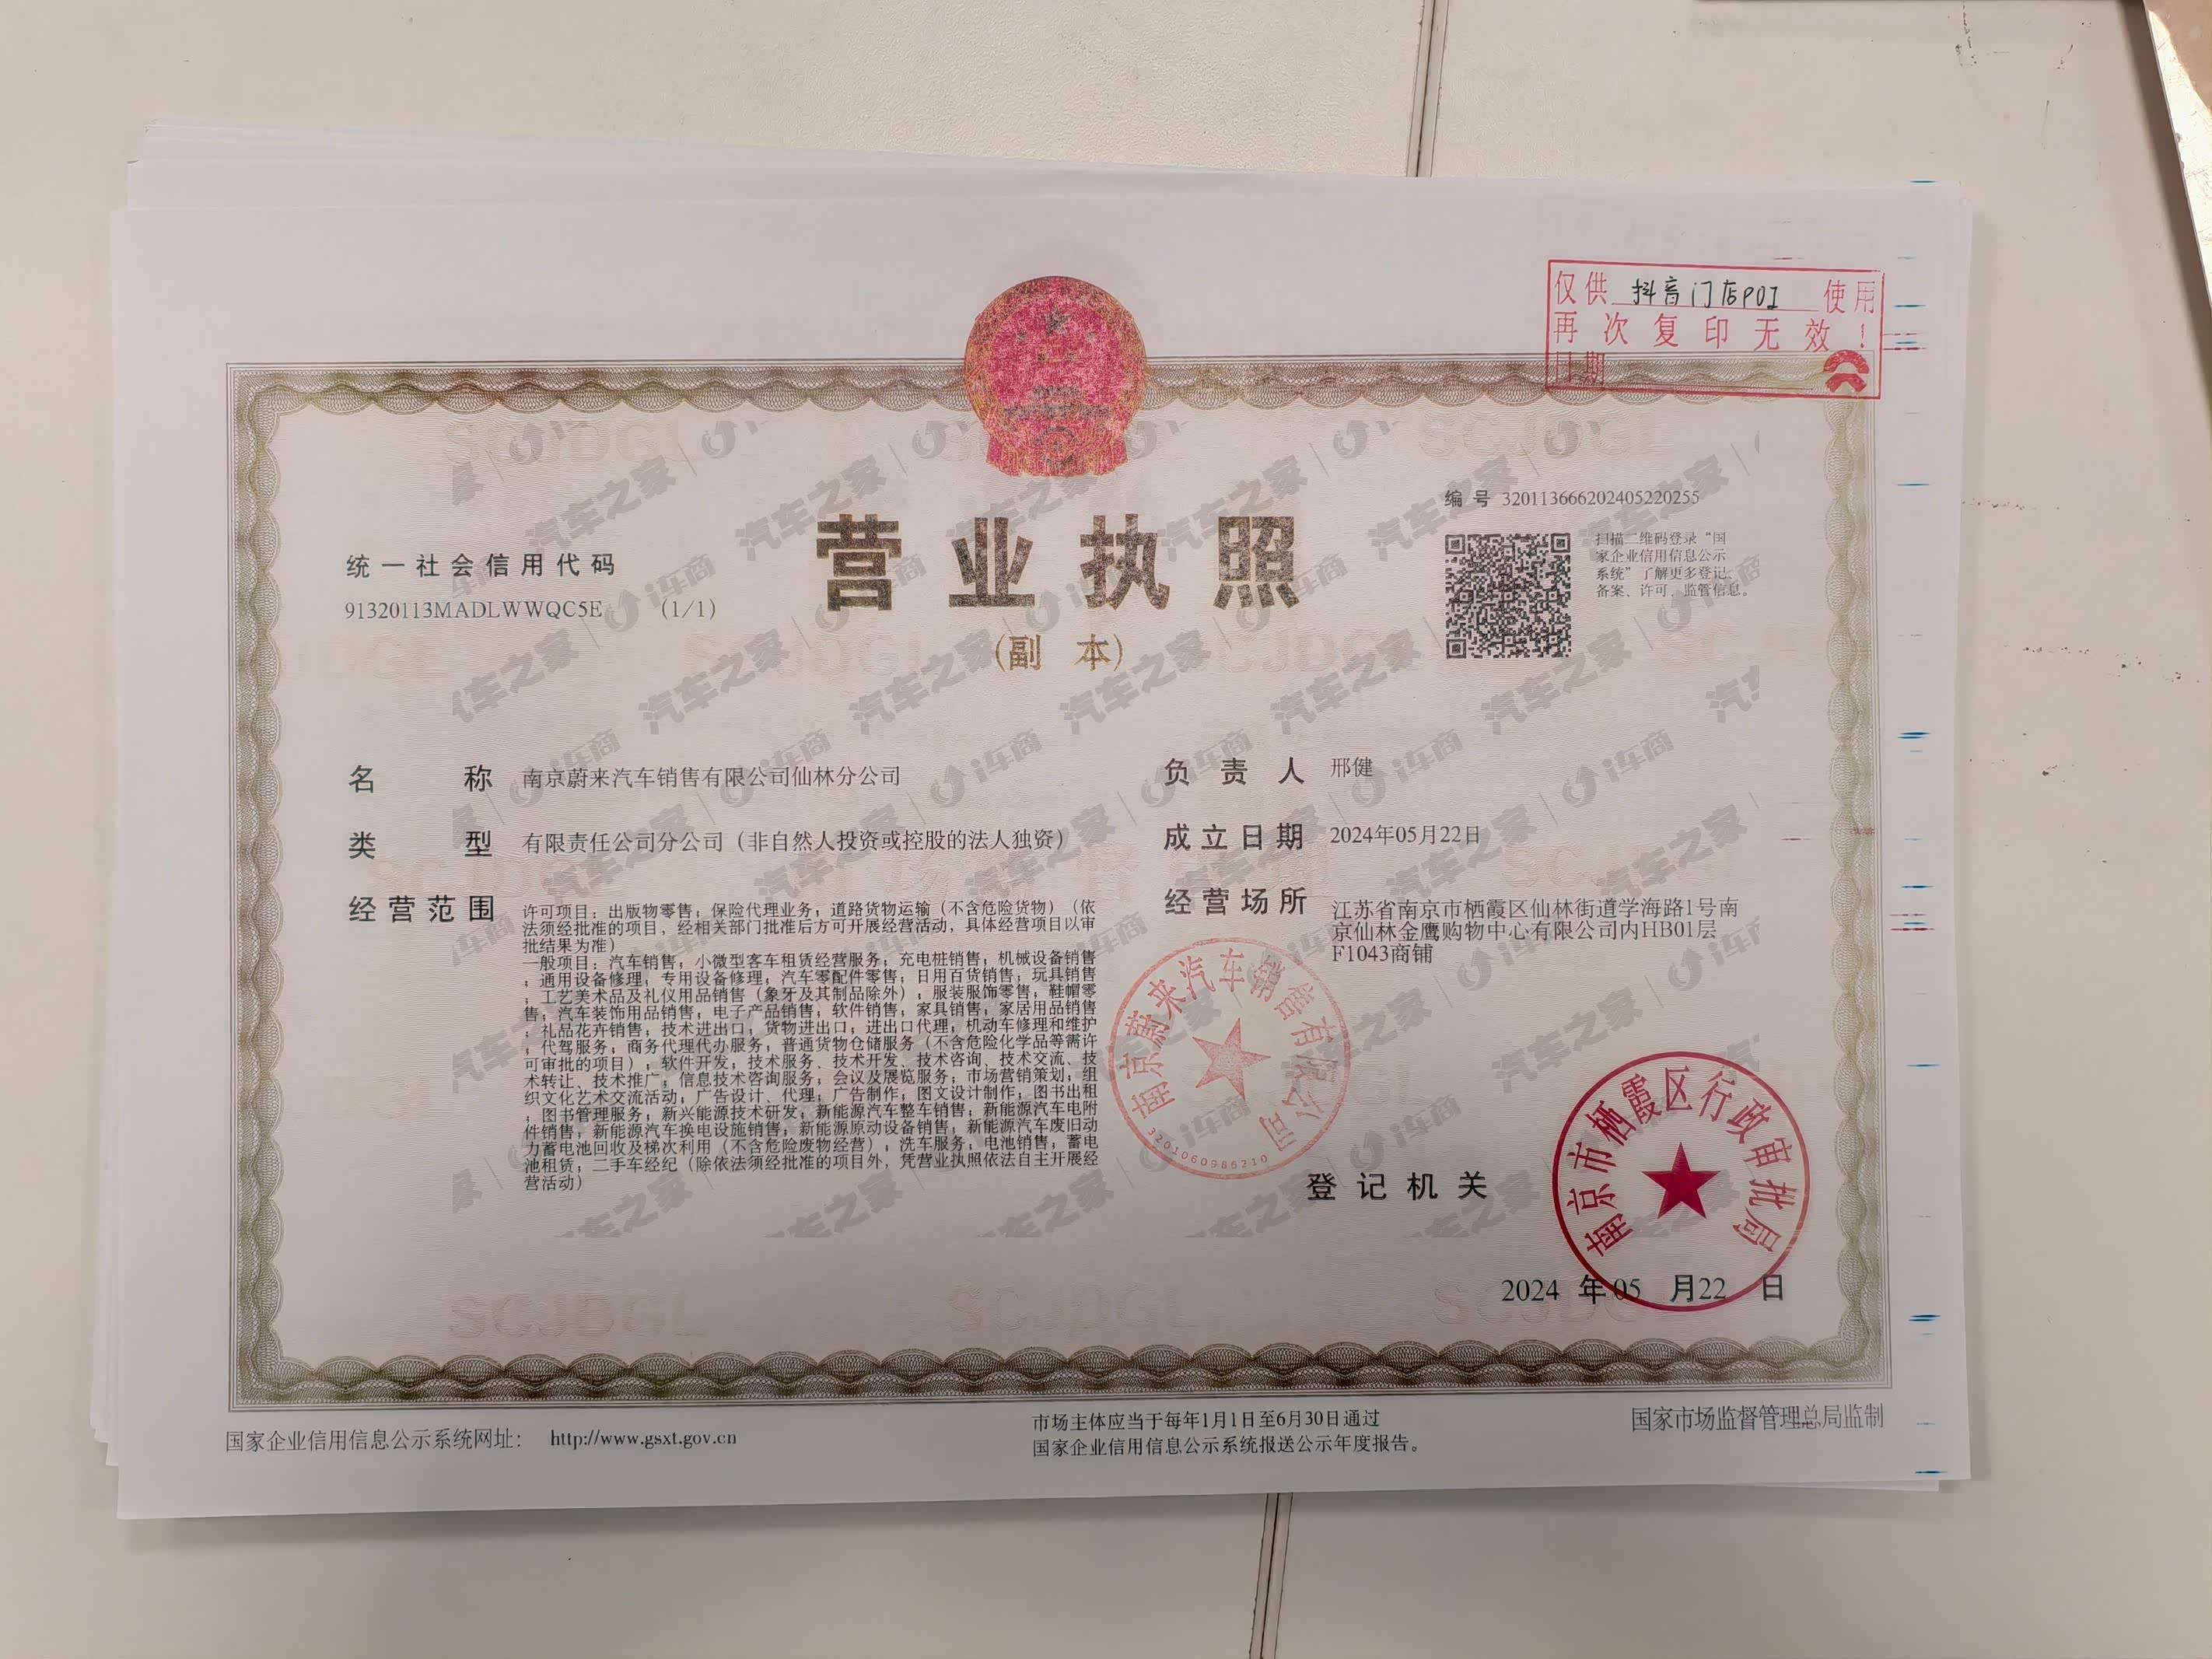 仅供 抖音门店POI 使用
再次复印无效!
日期
编号 320113666202405220255
营业执照
(副 本)
统一社会信用代码
91320113MADLWWQC5E (1/1)
扫描二维码登录“国
家企业信用信息公示
系统”了解更多登记、
备案、许可、监管信息。
名称 南京蔚来汽车销售有限公司仙林分公司
类型 有限责任公司分公司（非自然人投资或控股的法人独资）
经营范围 许可项目：出版物零售；保险代理业务；道路货物运输（不含危险货物）（依
法须经批准的项目，经相关部门批准后方可开展经营活动，具体经营项目以审
批结果为准）
一般项目：汽车销售；小微型客车租赁经营服务；充电桩销售；机械设备销售
；通用设备修理；专用设备修理；汽车零配件零售；日用百货销售；玩具销售
；工艺美术品及礼仪用品销售（象牙及其制品除外）；服装服饰零售；鞋帽零
售；汽车装饰用品销售；电子产品销售；软件销售；家具销售；家居用品销售
；礼品花卉销售；技术进出口；货物进出口；进出口代理；机动车修理和维护
；代驾服务；商务代理代办服务；普通货物仓储服务（不含危险化学品等需许
可审批的项目）；软件开发；技术服务、技术开发、技术咨询、技术交流、技
术转让、技术推广；信息技术咨询服务；会议及展览服务；市场营销策划；组
织文化艺术交流活动；广告设计、代理；广告制作；图文设计制作；图书出租
；图书管理服务；新兴能源技术研发；新能源汽车整车销售；新能源汽车电附
件销售；新能源汽车换电设施销售；新能源原动设备销售；新能源汽车废旧动
力蓄电池回收及梯次利用（不含危险废物经营）；洗车服务；电池销售；蓄电
池租赁；二手车经纪（除依法须经批准的项目外，凭营业执照依法自主开展经
营活动）
负责人 邢健
成立日期 2024年05月22日
经营场所 江苏省南京市栖霞区仙林街道学海路1号南
京仙林金鹰购物中心有限公司内HB01层
F1043商铺
南京蔚来汽车销售有限公司
3201060986210
登记机关
南京市栖霞区行政审批局
2024 年 05 月 22 日
国家企业信用信息公示系统网址： http://www.gsxt.gov.cn
市场主体应当于每年1月1日至6月30日通过
国家企业信用信息公示系统报送公示年度报告。
国家市场监督管理总局监制
汽车之家 | i车商
SCJDGL